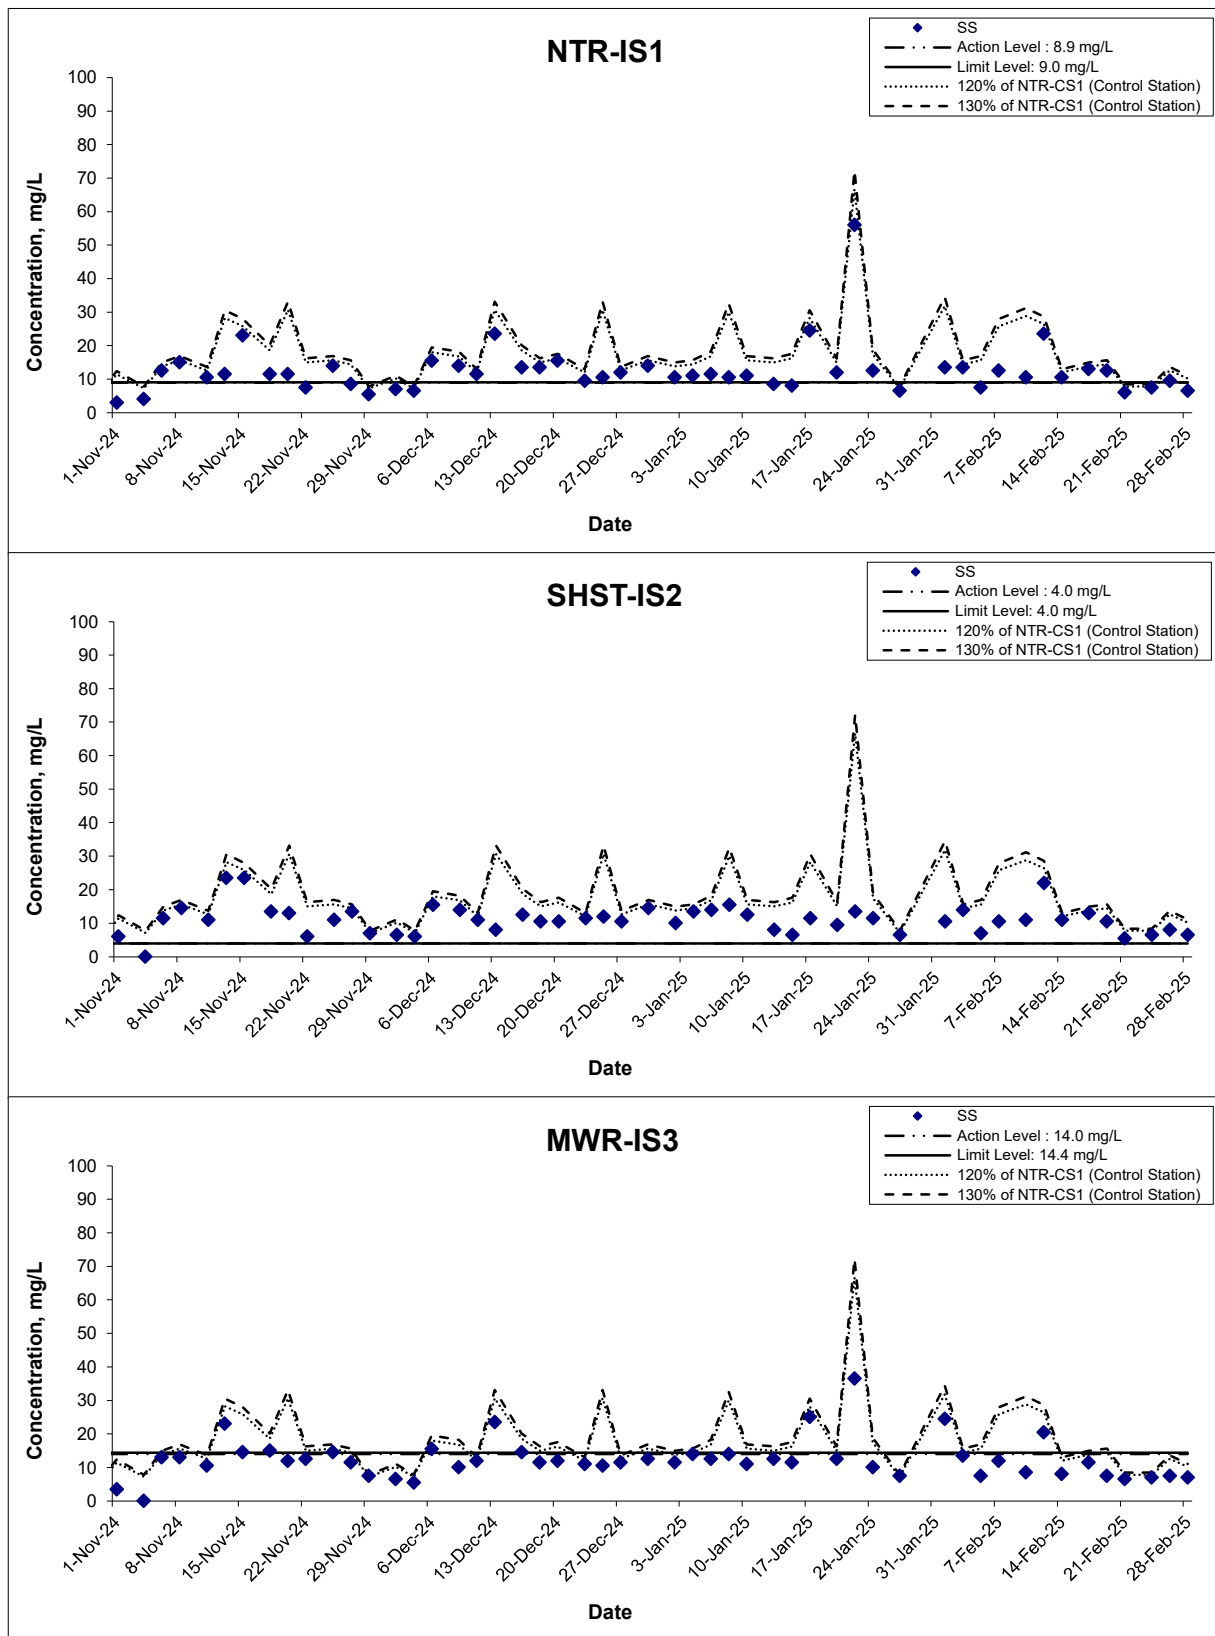 NTR-IS1
SS
Action Level : 8.9 mg/L
Limit Level: 9.0 mg/L
120% of NTR-CS1 (Control Station)
130% of NTR-CS1 (Control Station)
Concentration, mg/L
100
90
80
70
60
50
40
30
20
10
0
1-Nov-24
8-Nov-24
15-Nov-24
22-Nov-24
29-Nov-24
6-Dec-24
13-Dec-24
20-Dec-24
27-Dec-24
3-Jan-25
10-Jan-25
17-Jan-25
24-Jan-25
31-Jan-25
7-Feb-25
14-Feb-25
21-Feb-25
28-Feb-25
Date
SHST-IS2
SS
Action Level : 4.0 mg/L
Limit Level: 4.0 mg/L
120% of NTR-CS1 (Control Station)
130% of NTR-CS1 (Control Station)
Concentration, mg/L
100
90
80
70
60
50
40
30
20
10
0
1-Nov-24
8-Nov-24
15-Nov-24
22-Nov-24
29-Nov-24
6-Dec-24
13-Dec-24
20-Dec-24
27-Dec-24
3-Jan-25
10-Jan-25
17-Jan-25
24-Jan-25
31-Jan-25
7-Feb-25
14-Feb-25
21-Feb-25
28-Feb-25
Date
MWR-IS3
SS
Action Level : 14.0 mg/L
Limit Level: 14.4 mg/L
120% of NTR-CS1 (Control Station)
130% of NTR-CS1 (Control Station)
Concentration, mg/L
100
90
80
70
60
50
40
30
20
10
0
1-Nov-24
8-Nov-24
15-Nov-24
22-Nov-24
29-Nov-24
6-Dec-24
13-Dec-24
20-Dec-24
27-Dec-24
3-Jan-25
10-Jan-25
17-Jan-25
24-Jan-25
31-Jan-25
7-Feb-25
14-Feb-25
21-Feb-25
28-Feb-25
Date